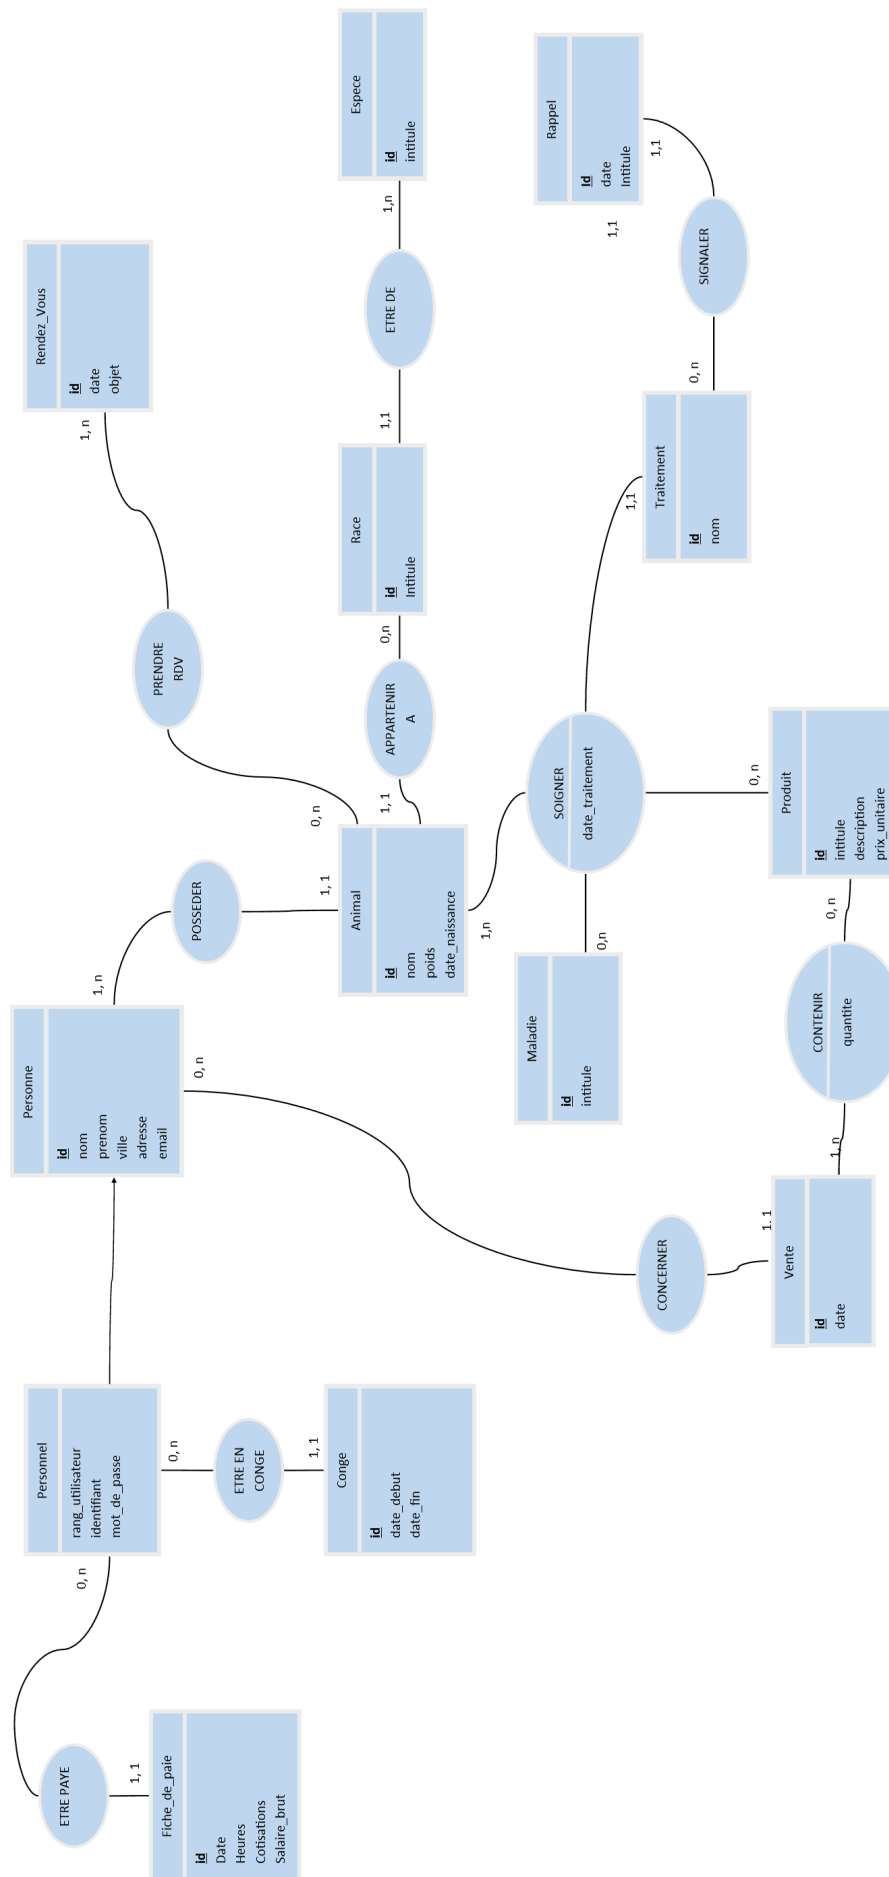 Fiche_de_paie
id
Date
Heures
Cotisations
Salaire_brut
1, 1
ETRE PAYE
0, n
Personnel
rang_utilisateur
identifiant
mot_de_passe
0, n
ETRE EN
CONGE
1, 1
Conge
id
date_debut
date_fin
Personne
id
nom
prenom
ville
adresse
email
1, n
POSSEDER
1, 1
0, n
CONCERNER
1. 1
Vente
id
date
1, n
CONTENIR
quantite
0, n
Produit
id
intitule
description
prix_unitaire
0, n
Animal
id
nom
poids
date_naissance
0, n
PRENDRE
RDV
1, n
Rendez_Vous
id
date
objet
1, 1
APPARTENIR
A
0,n
Race
id
Intitule
1,1
ETRE DE
1,n
Espece
id
intitule
1,n
SOIGNER
date_traitement
0,n
Maladie
id
intitule
1,1
Traitement
id
nom
0, n
SIGNALER
1,1
1,1
Rappel
Id
date
Intitule